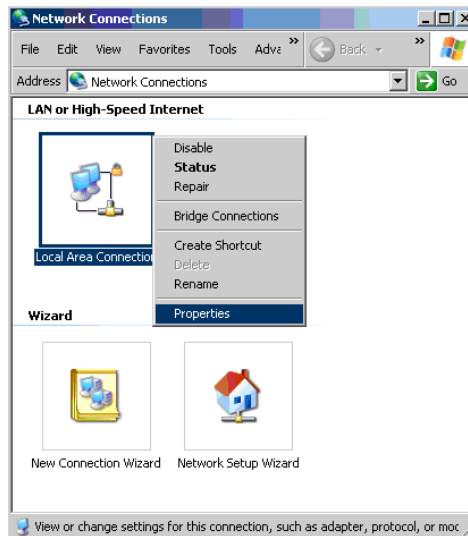 Network Connections
File Edit View Favorites Tools Adva » Back »
Address Network Connections Go
LAN or High-Speed Internet
Local Area Connection
Disable
Status
Repair
Bridge Connections
Create Shortcut
Delete
Rename
Properties
Wizard
New Connection Wizard
Network Setup Wizard
View or change settings for this connection, such as adapter, protocol, or moc